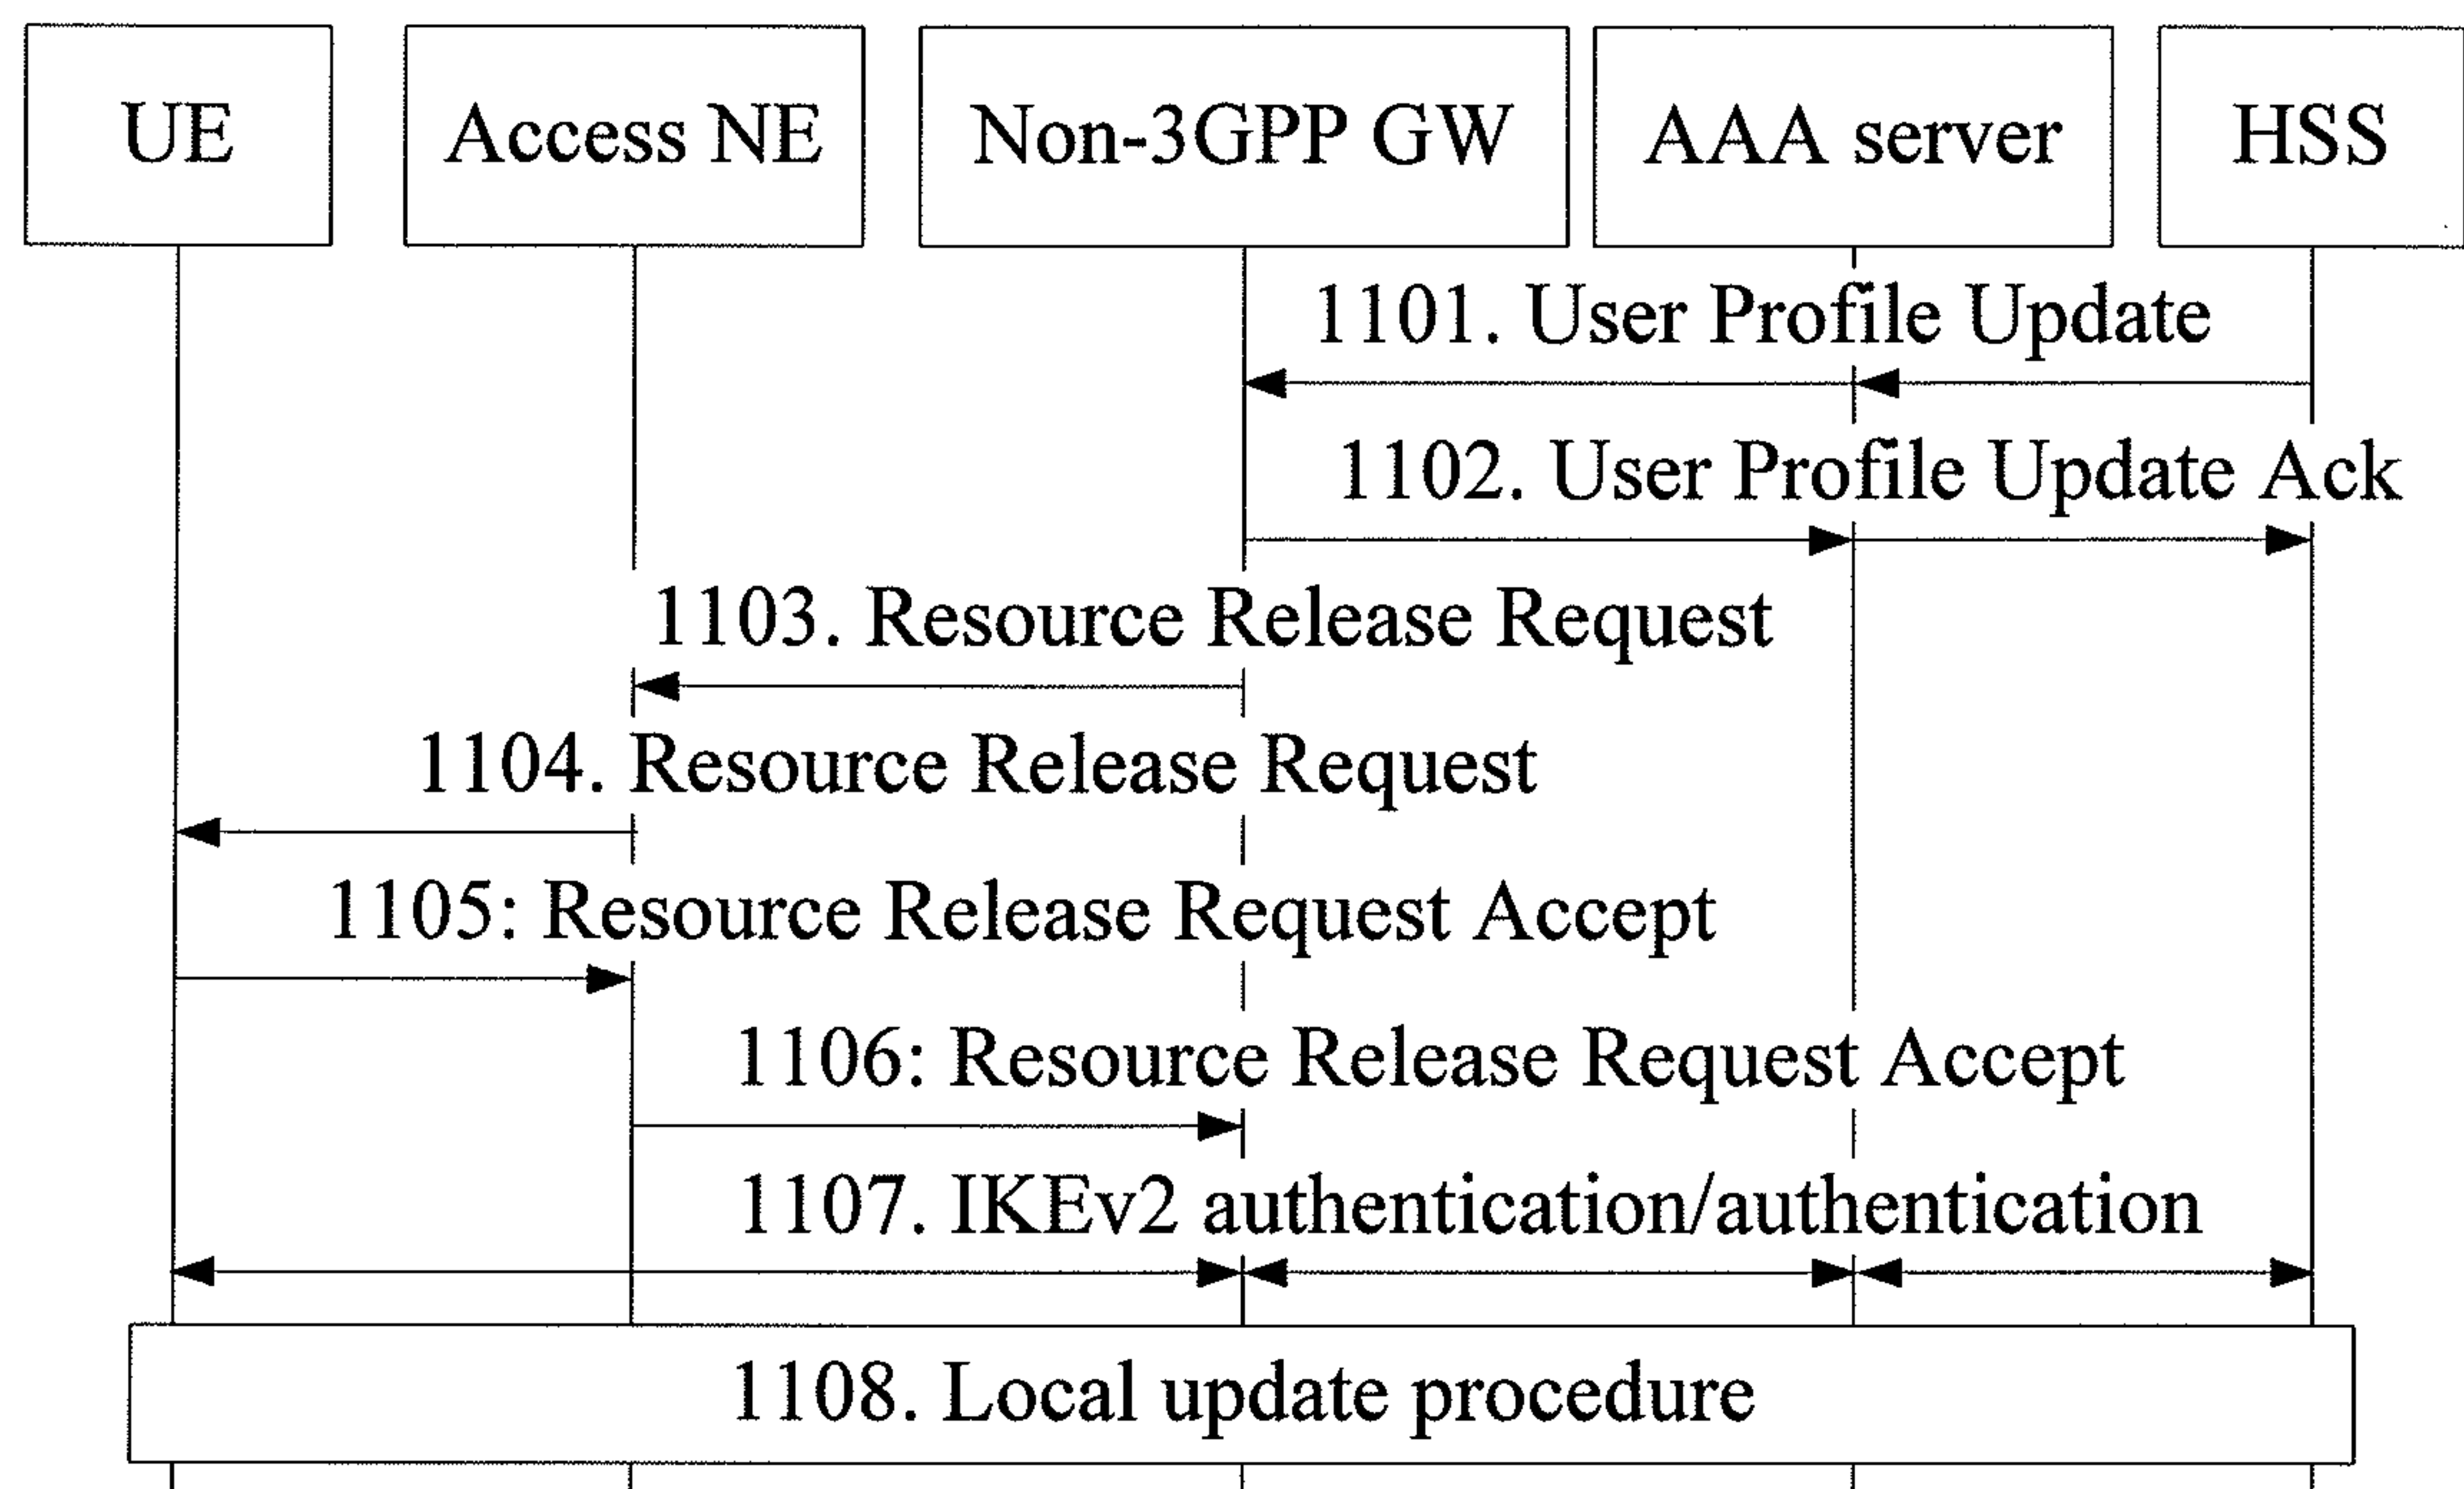 UE
Access NE
Non-3GPP GW
AAA server
HSS
1101. User Profile Update
1102. User Profile Update Ack
1103. Resource Release Request
1104. Resource Release Request
1105: Resource Release Request Accept
1106: Resource Release Request Accept
1107. IKEv2 authentication/authentication
1108. Local update procedure